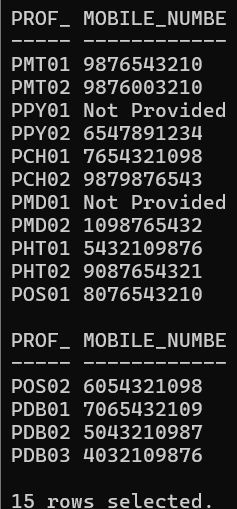 PROF_ MOBILE_NUMBE
----- ------------
PMT01 9876543210
PMT02 9876003210
PPY01 Not Provided
PPY02 6547891234
PCH01 7654321098
PCH02 9879876543
PMD01 Not Provided
PMD02 1098765432
PHT01 5432109876
PHT02 9087654321
POS01 8076543210

PROF_ MOBILE_NUMBE
----- ------------
POS02 6054321098
PDB01 7065432109
PDB02 5043210987
PDB03 4032109876

15 rows selected.